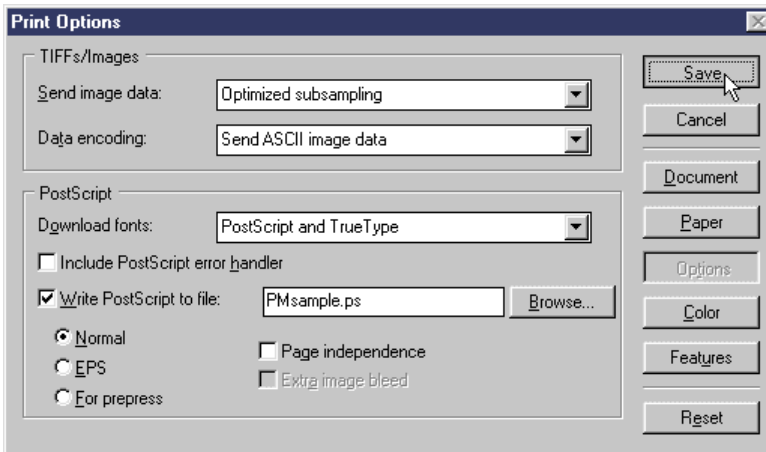 Print Options
TIFFs/Images
Send image data:
Optimized subsampling
Data encoding:
Send ASCII image data
PostScript
Download fonts:
PostScript and TrueType
Include PostScript error handler
Write PostScript to file:
PMsample.ps
Browse...
Normal
EPS
For prepress
Page independence
Extra image bleed
Save
Cancel
Document
Paper
Options
Color
Features
Reset